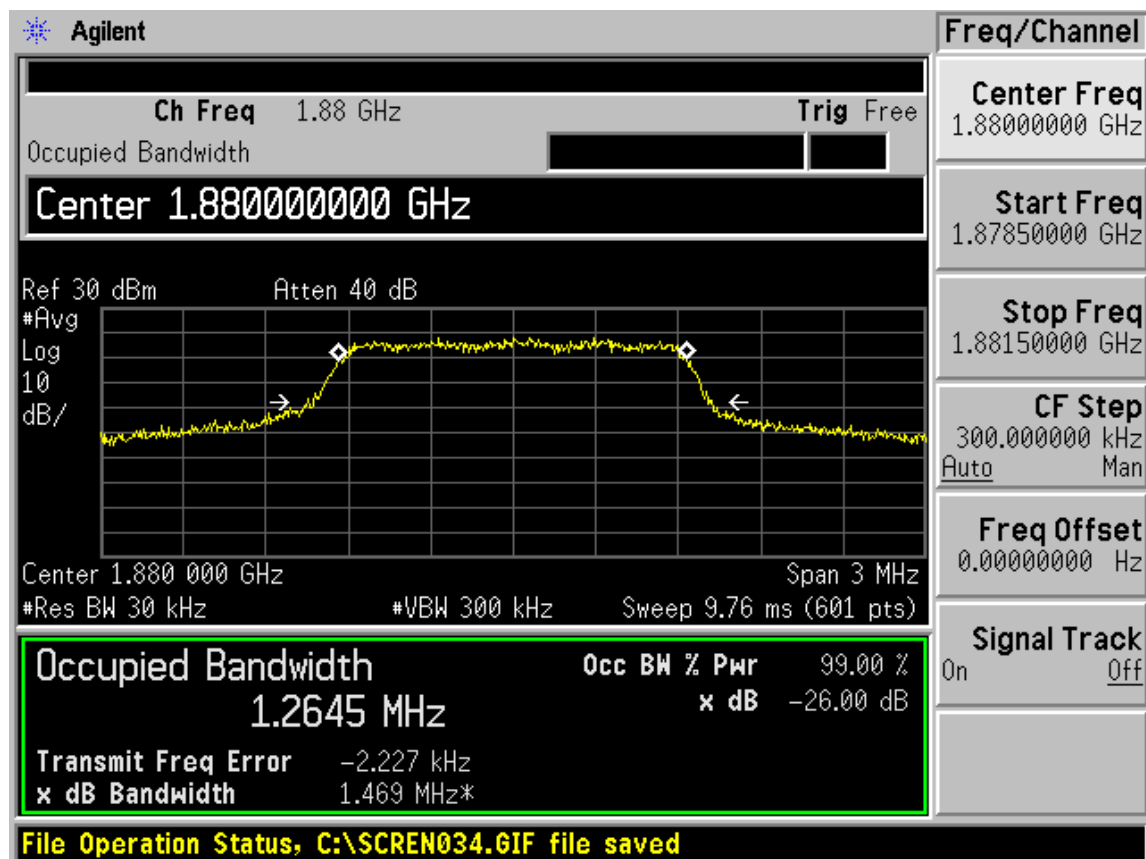 Agilent
Freq/Channel
Ch Freq 1.88 GHz Trig Free
Occupied Bandwidth
Center 1.880000000 GHz
Ref 30 dBm Atten 40 dB
#Avg
Log
10
dB/
Center 1.880 000 GHz Span 3 MHz
#Res BW 30 kHz #VBW 300 kHz Sweep 9.76 ms (601 pts)
Occupied Bandwidth
1.2645 MHz
Occ BW % Pwr 99.00 %
x dB -26.00 dB
Transmit Freq Error -2.227 kHz
x dB Bandwidth 1.469 MHz*
File Operation Status, C:\SCREN034.GIF file saved
Center Freq
1.88000000 GHz
Start Freq
1.87850000 GHz
Stop Freq
1.88150000 GHz
CF Step
300.000000 kHz
Auto Man
Freq Offset
0.00000000 Hz
Signal Track
On Off